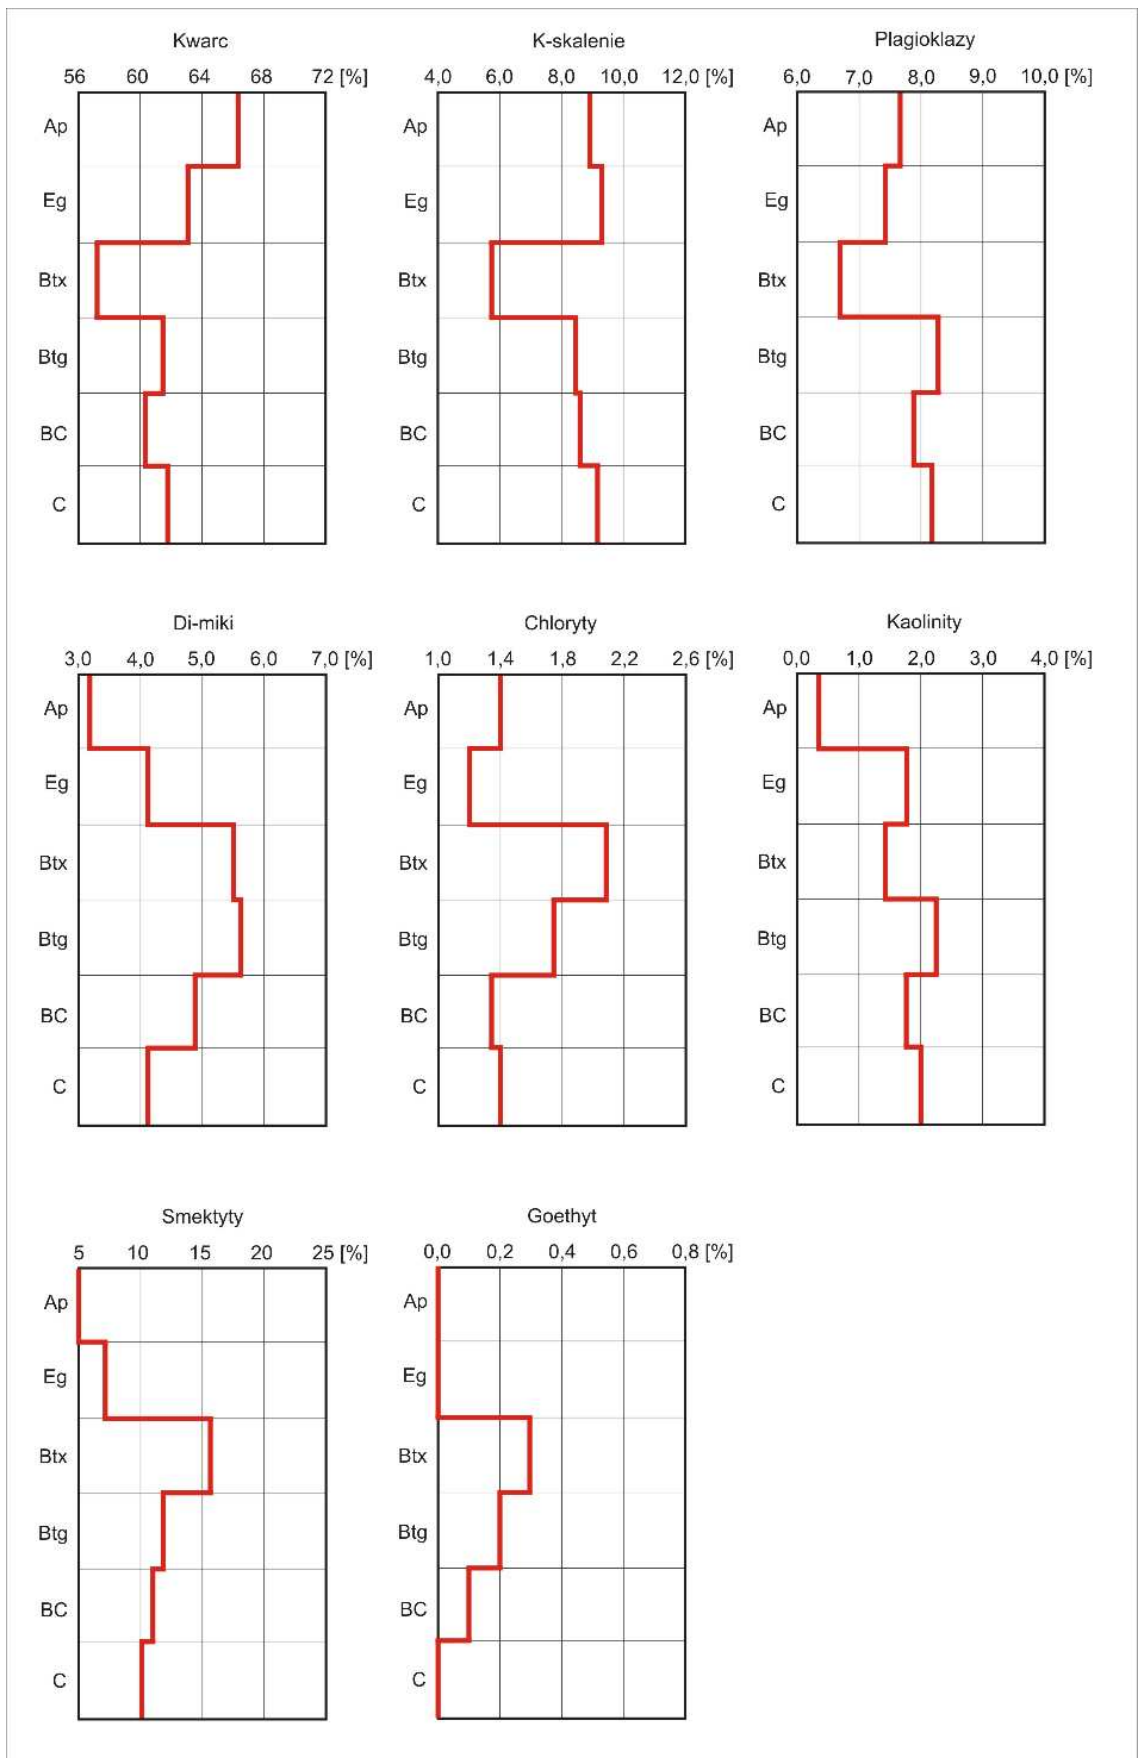 Kwarc
56 60 64 68 72 [%]
Ap
Eg
Btx
Btg
BC
C
K-skalenie
4,0 6,0 8,0 10,0 12,0 [%]
Ap
Eg
Btx
Btg
BC
C
Plagioklazy
6,0 7,0 8,0 9,0 10,0 [%]
Ap
Eg
Btx
Btg
BC
C
Di-miki
3,0 4,0 5,0 6,0 7,0 [%]
Ap
Eg
Btx
Btg
BC
C
Chloryty
1,0 1,4 1,8 2,2 2,6 [%]
Ap
Eg
Btx
Btg
BC
C
Kaolinity
0,0 1,0 2,0 3,0 4,0 [%]
Ap
Eg
Btx
Btg
BC
C
Smektyty
5 10 15 20 25 [%]
Ap
Eg
Btx
Btg
BC
C
Goethyt
0,0 0,2 0,4 0,6 0,8 [%]
Ap
Eg
Btx
Btg
BC
C